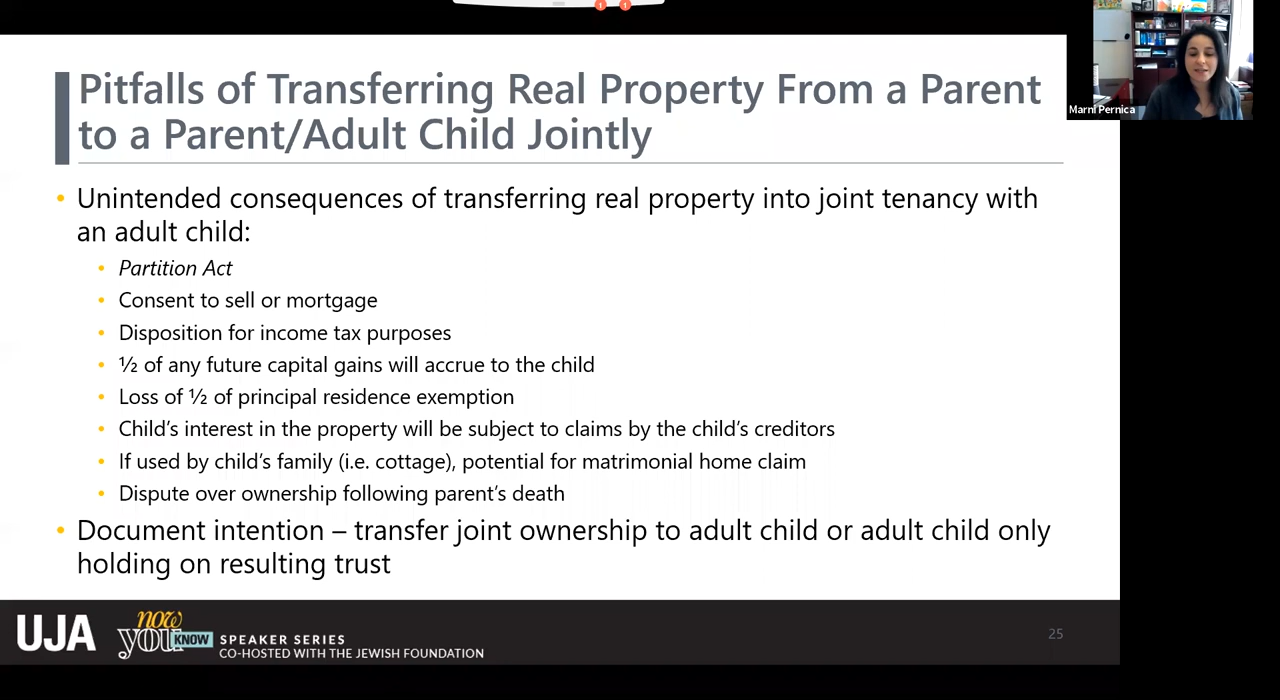 Pitfalls of Transferring Real Property From a Parent
to a Parent/Adult Child Jointly
Marni Pernica
• Unintended consequences of transferring real property into joint tenancy with
an adult child:
• Partition Act
• Consent to sell or mortgage
• Disposition for income tax purposes
• ½ of any future capital gains will accrue to the child
• Loss of ½ of principal residence exemption
• Child's interest in the property will be subject to claims by the child's creditors
• If used by child's family (i.e. cottage), potential for matrimonial home claim
• Dispute over ownership following parent's death
• Document intention – transfer joint ownership to adult child or adult child only
holding on resulting trust
UJA
now
you KNOW
SPEAKER SERIES
CO-HOSTED WITH THE JEWISH FOUNDATION
25